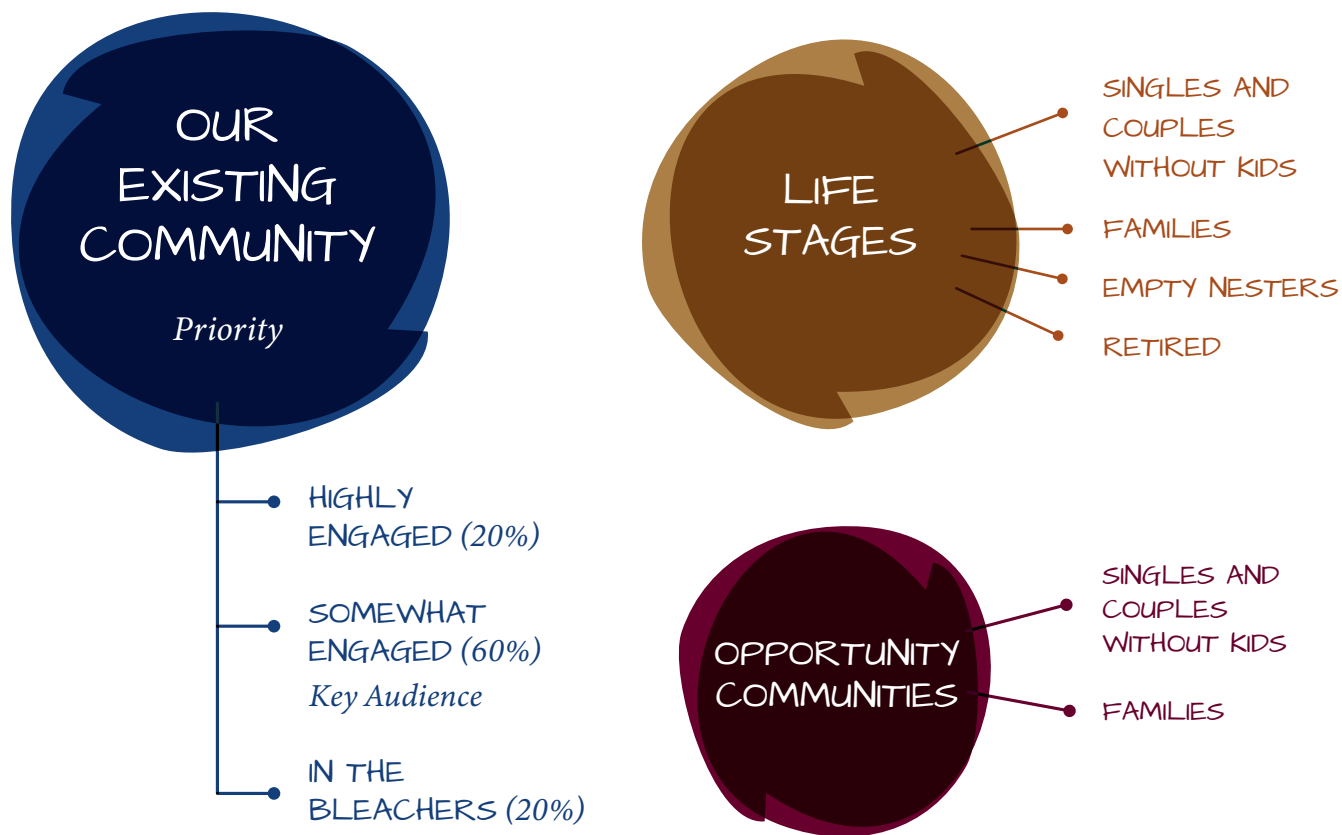 OUR
EXISTING
COMMUNITY
Priority
HIGHLY
ENGAGED (20%)
SOMEWHAT
ENGAGED (60%)
Key Audience
IN THE
BLEACHERS (20%)
LIFE
STAGES
SINGLES AND
COUPLES
WITHOUT KIDS
FAMILIES
EMPTY NESTERS
RETIRED
OPPORTUNITY
COMMUNITIES
SINGLES AND
COUPLES
WITHOUT KIDS
FAMILIES